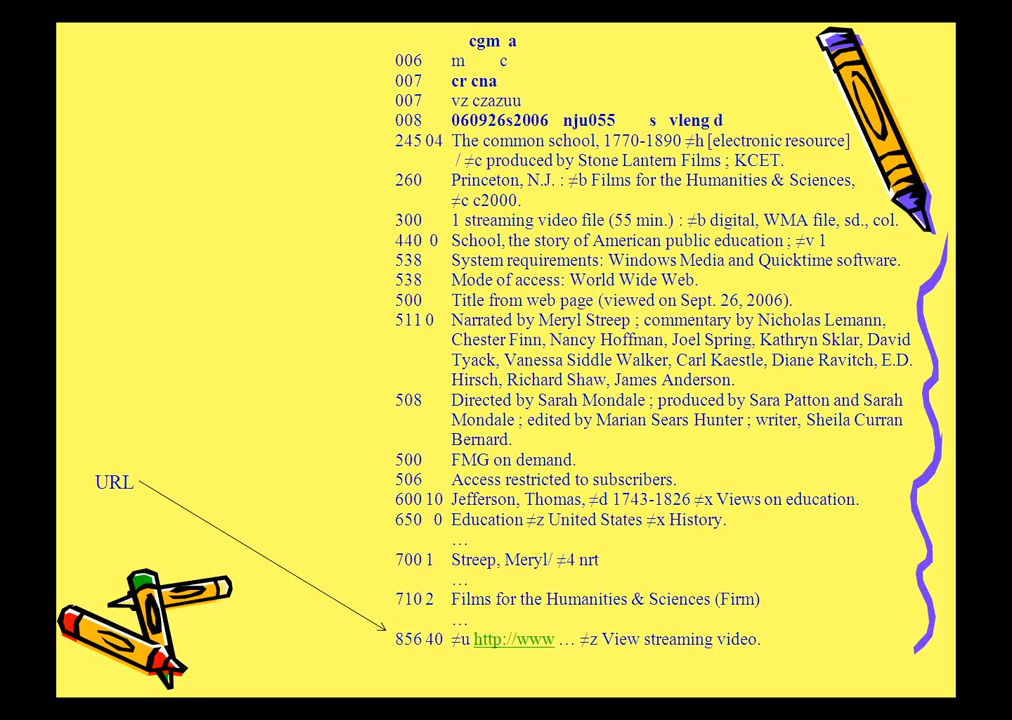 cgm a
006 m c
007 cr cna
007 vz czazuu
008 060926s2006 nju055 s vleng d
245 04 The common school, 1770-1890 ≠h [electronic resource]
/ ≠c produced by Stone Lantern Films ; KCET.
260 Princeton, N.J. : ≠b Films for the Humanities & Sciences,
≠c c2000.
300 1 streaming video file (55 min.) : ≠b digital, WMA file, sd., col.
440 0 School, the story of American public education ; ≠v 1
538 System requirements: Windows Media and Quicktime software.
538 Mode of access: World Wide Web.
500 Title from web page (viewed on Sept. 26, 2006).
511 0 Narrated by Meryl Streep ; commentary by Nicholas Lemann,
Chester Finn, Nancy Hoffman, Joel Spring, Kathryn Sklar, David
Tyack, Vanessa Siddle Walker, Carl Kaestle, Diane Ravitch, E.D.
Hirsch, Richard Shaw, James Anderson.
508 Directed by Sarah Mondale ; produced by Sara Patton and Sarah
Mondale ; edited by Marian Sears Hunter ; writer, Sheila Curran
Bernard.
500 FMG on demand.
506 Access restricted to subscribers.
URL
600 10 Jefferson, Thomas, ≠d 1743-1826 ≠x Views on education.
650 0 Education ≠z United States ≠x History.
…
700 1 Streep, Meryl/ ≠4 nrt
…
710 2 Films for the Humanities & Sciences (Firm)
…
856 40 ≠u http://www … ≠z View streaming video.